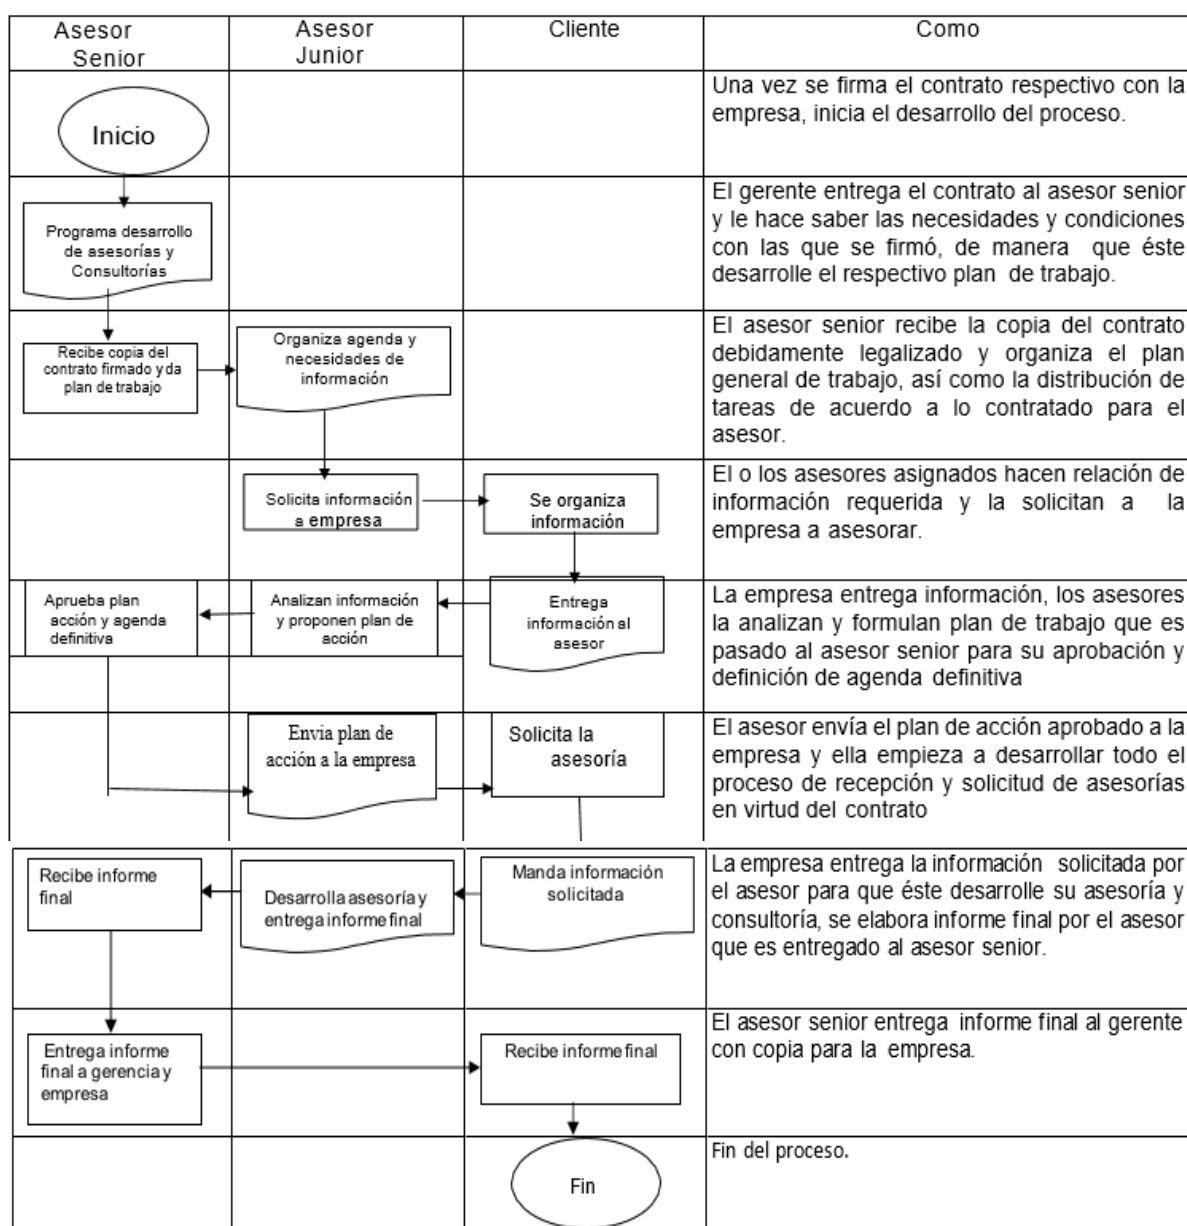 Asesor
Senior
Asesor
Junior
Cliente
Como
Inicio
Una vez se firma el contrato respectivo con la
empresa, inicia el desarrollo del proceso.
Programa desarrollo
de asesorías y
Consultorías
El gerente entrega el contrato al asesor senior
y le hace saber las necesidades y condiciones
con las que se firmó, de manera que éste
desarrolle el respectivo plan de trabajo.
Recibe copia del
contrato firmado y da
plan de trabajo
Organiza agenda y
necesidades de
información
El asesor senior recibe la copia del contrato
debidamente legalizado y organiza el plan
general de trabajo, así como la distribución de
tareas de acuerdo a lo contratado para el
asesor.
Solicita información
a empresa
Se organiza
información
El o los asesores asignados hacen relación de
información requerida y la solicitan a la
empresa a asesorar.
Aprueba plan
acción y agenda
definitiva
Analizan información
y proponen plan de
acción
Entrega
información al
asesor
La empresa entrega información, los asesores
la analizan y formulan plan de trabajo que es
pasado al asesor senior para su aprobación y
definición de agenda definitiva
Envia plan de
acción a la empresa
Solicita la
asesoría
El asesor envía el plan de acción aprobado a la
empresa y ella empieza a desarrollar todo el
proceso de recepción y solicitud de asesorías
en virtud del contrato
Recibe informe
final
Desarrolla asesoría y
entrega informe final
Manda información
solicitada
La empresa entrega la información solicitada por
el asesor para que éste desarrolle su asesoría y
consultoría, se elabora informe final por el asesor
que es entregado al asesor senior.
Entrega informe
final a gerencia y
empresa
Recibe informe final
El asesor senior entrega informe final al gerente
con copia para la empresa.
Fin
Fin del proceso.